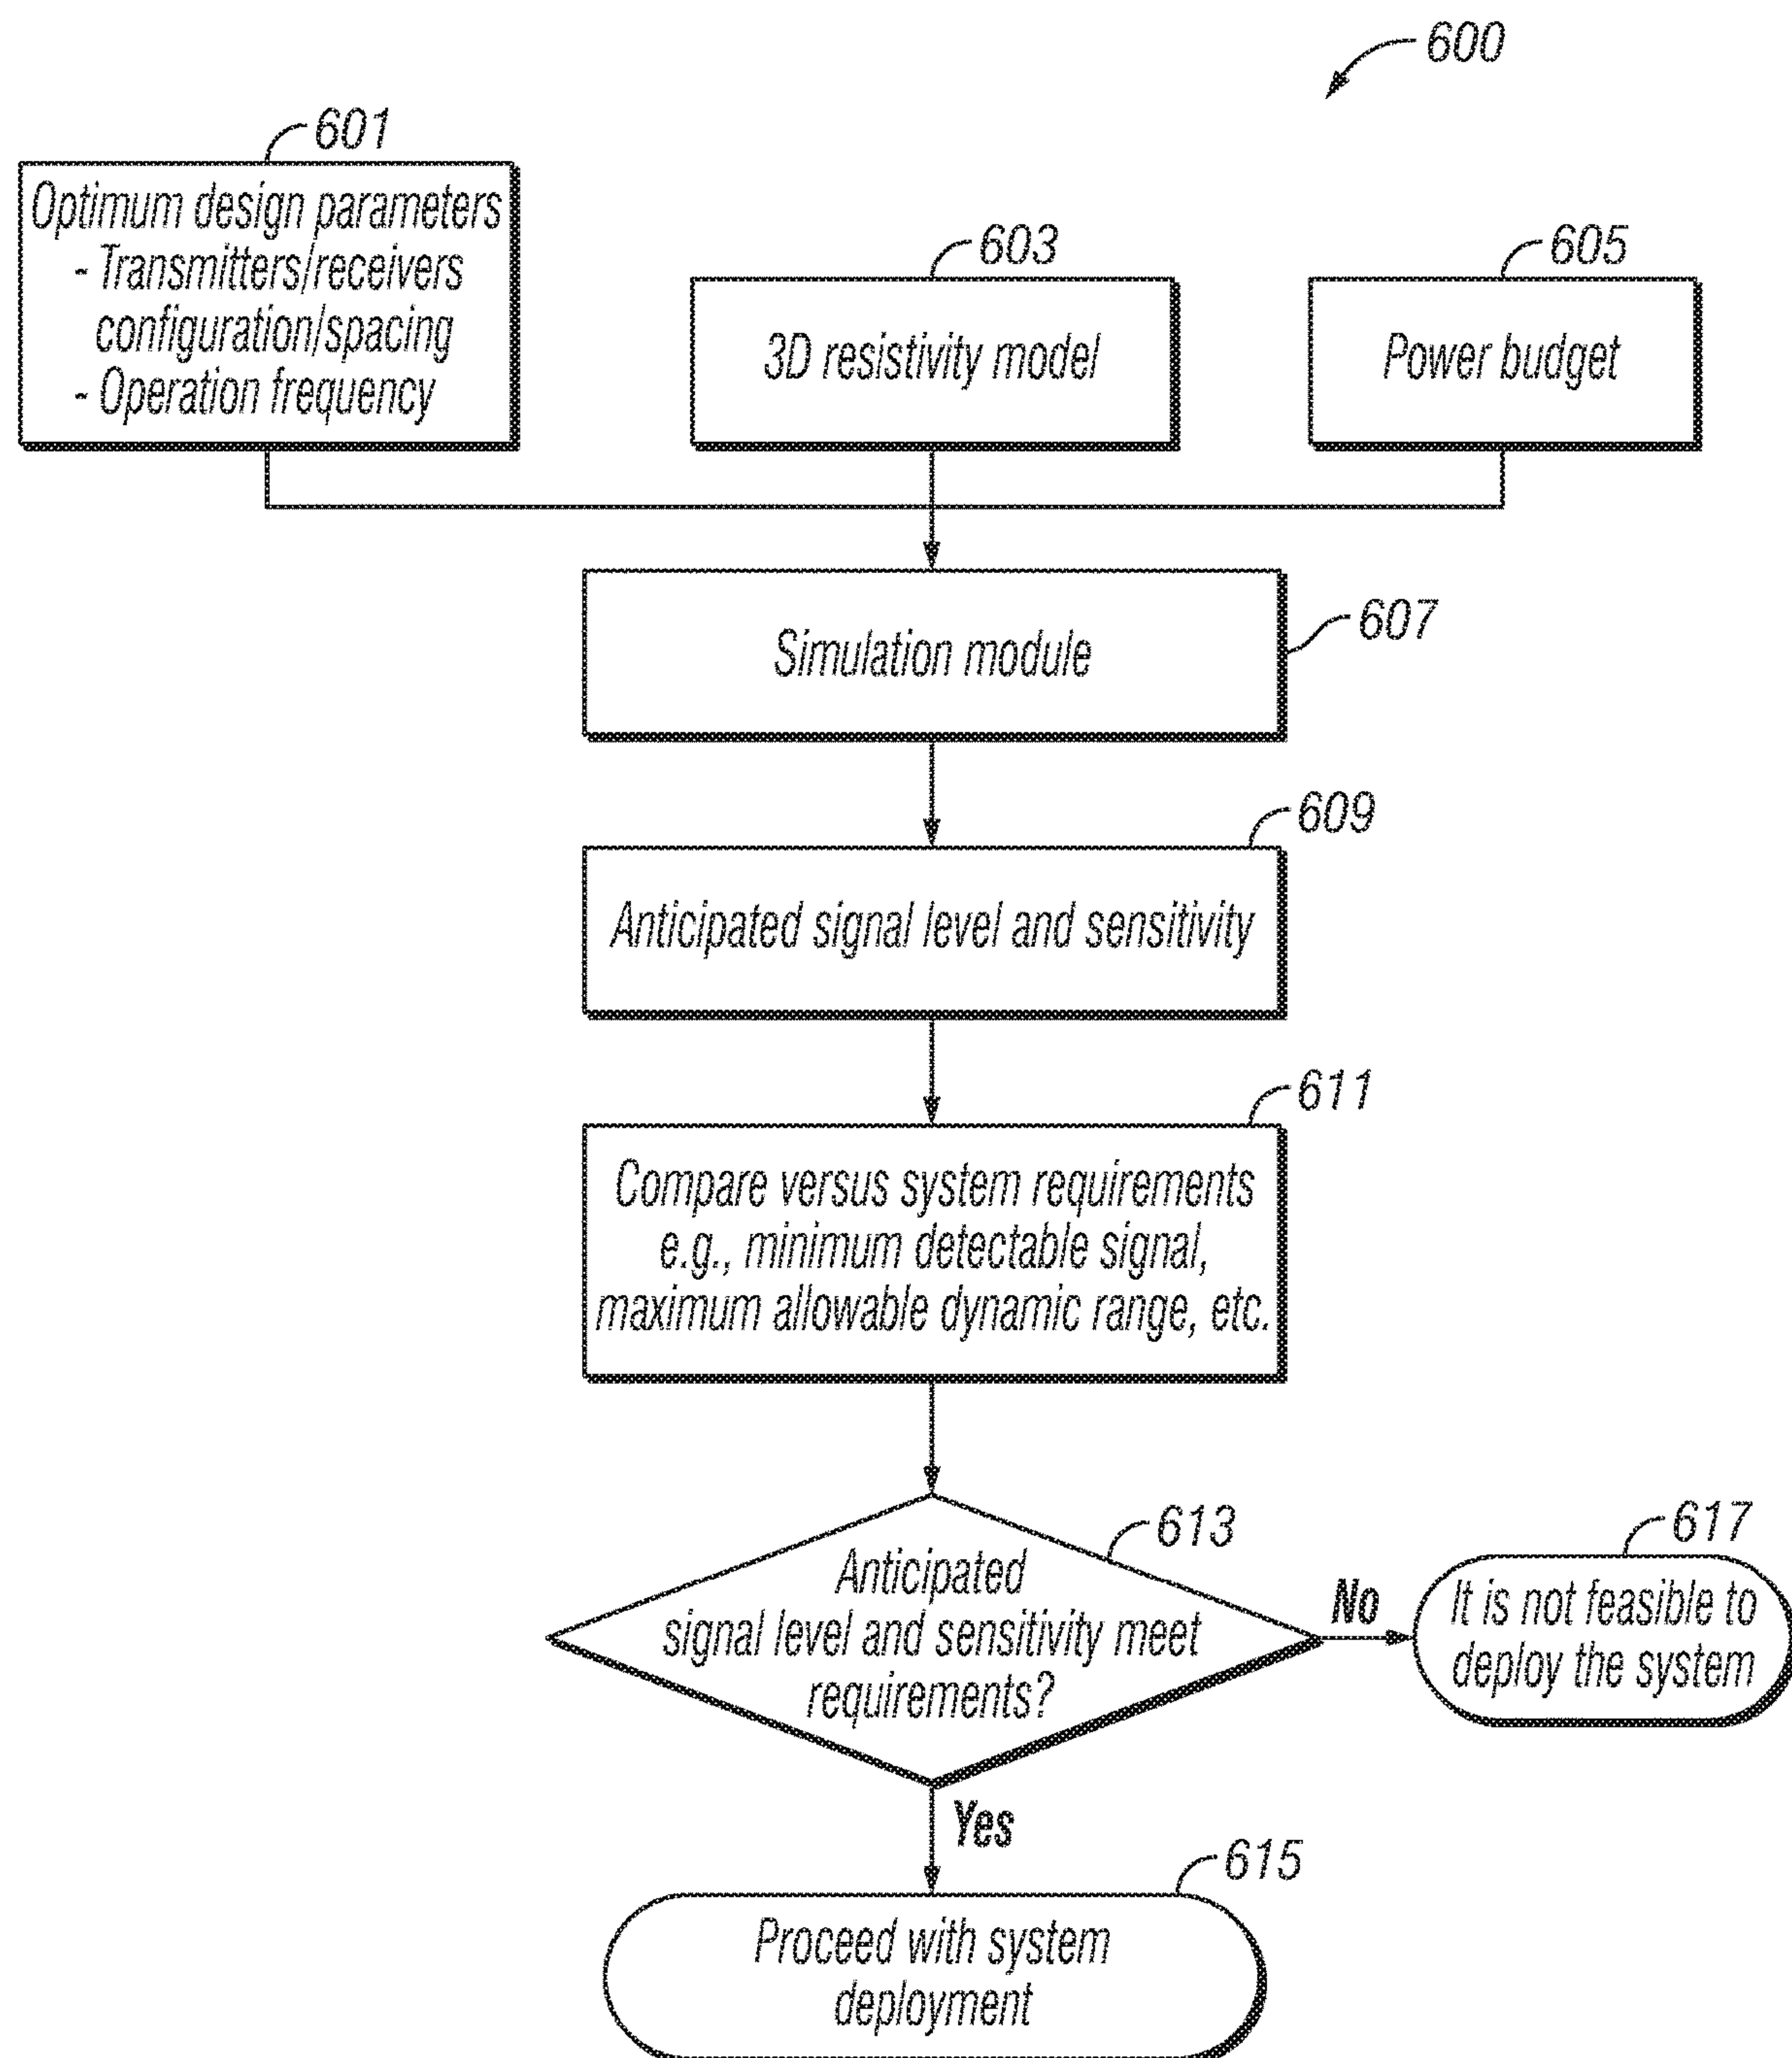 600
601
Optimum design parameters
- Transmitters/receivers
configuration/spacing
- Operation frequency
603
3D resistivity model
605
Power budget
Simulation module
607
609
Anticipated signal level and sensitivity
611
Compare versus system requirements
e.g., minimum detectable signal,
maximum allowable dynamic range, etc.
613
Anticipated
signal level and sensitivity meet
requirements?
No
617
It is not feasible to
deploy the system
Yes
615
Proceed with system
deployment